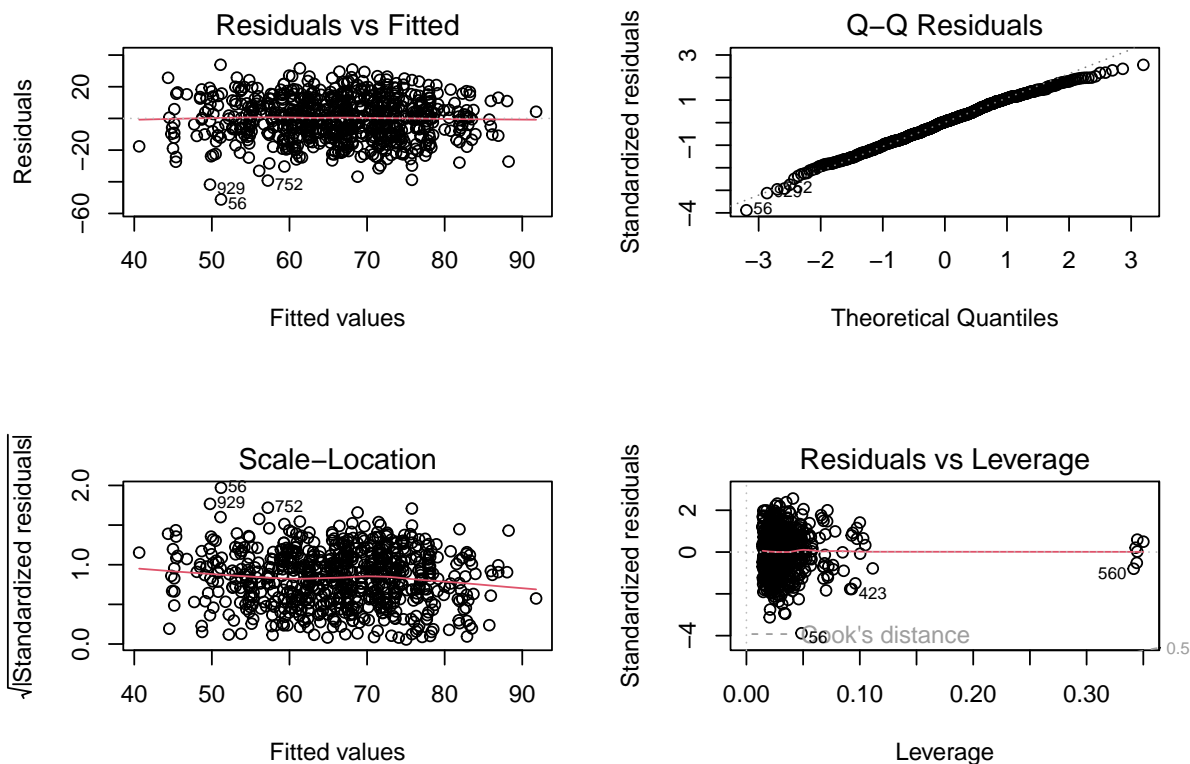 Residuals vs Fitted
Residuals
20
−20
−60
929
56
752
40 50 60 70 80 90
Fitted values
Q−Q Residuals
Standardized residuals
3
1
−1
−4
56
929
−3 −2 −1 0 1 2 3
Theoretical Quantiles
Scale−Location
√|Standardized residuals|
2.0
1.0
0.0
56
929
752
40 50 60 70 80 90
Fitted values
Residuals vs Leverage
Standardized residuals
2
0
−4
560
423
56
Cook's distance
0.5
0.00 0.10 0.20 0.30
Leverage